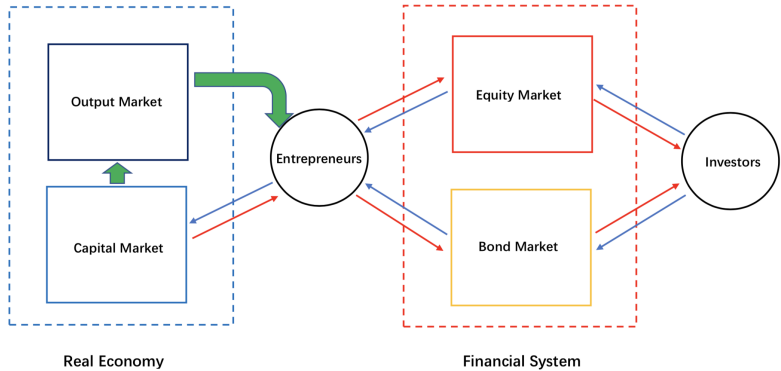 Output Market
Equity Market
Entrepreneurs
Investors
Capital Market
Bond Market
Real Economy
Financial System